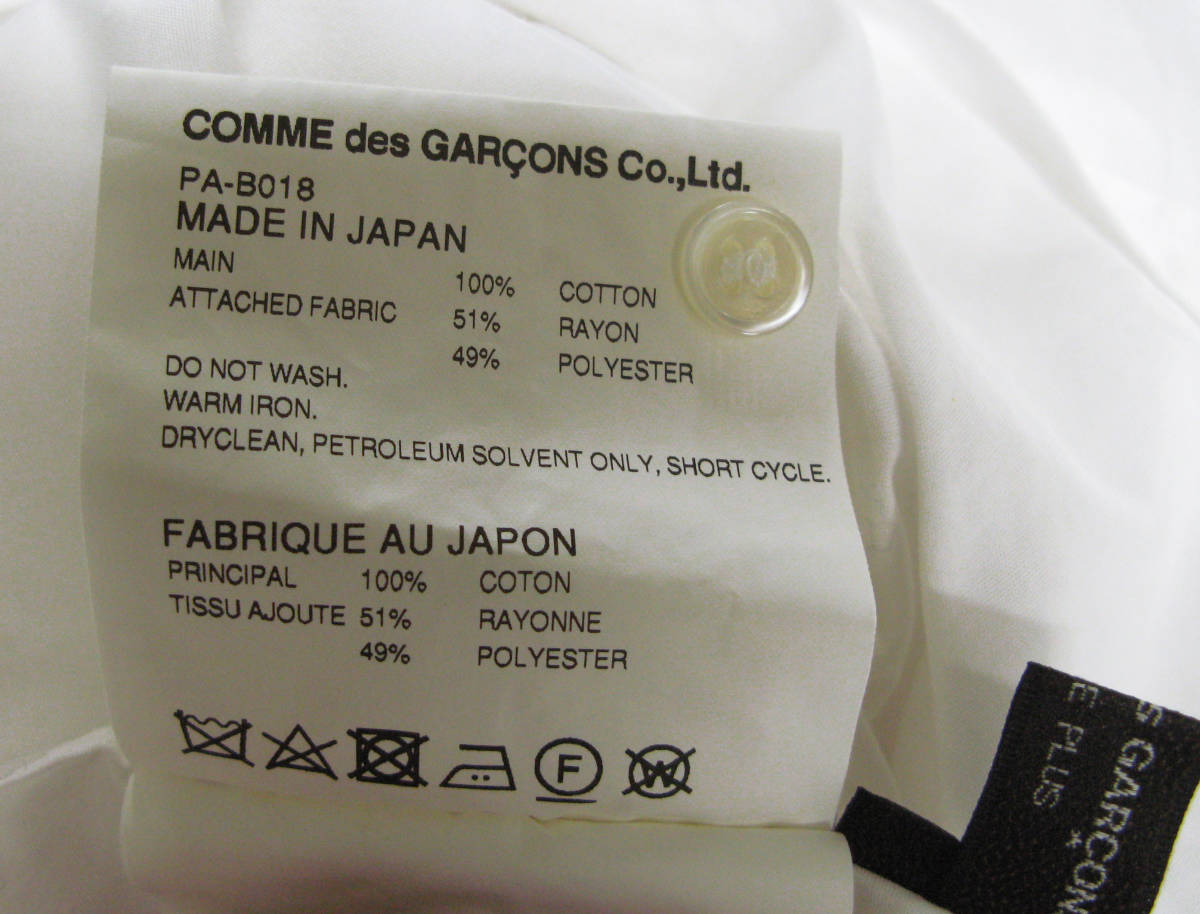 COMME des GARÇONS Co.,Ltd.
PA-B018
MADE IN JAPAN
MAIN 100% COTTON
ATTACHED FABRIC 51% RAYON
49% POLYESTER
DO NOT WASH.
WARM IRON.
DRYCLEAN, PETROLEUM SOLVENT ONLY, SHORT CYCLE.
FABRIQUE AU JAPON
PRINCIPAL 100% COTON
TISSU AJOUTE 51% RAYONNE
49% POLYESTER
F W
S GARÇON
E PLUS